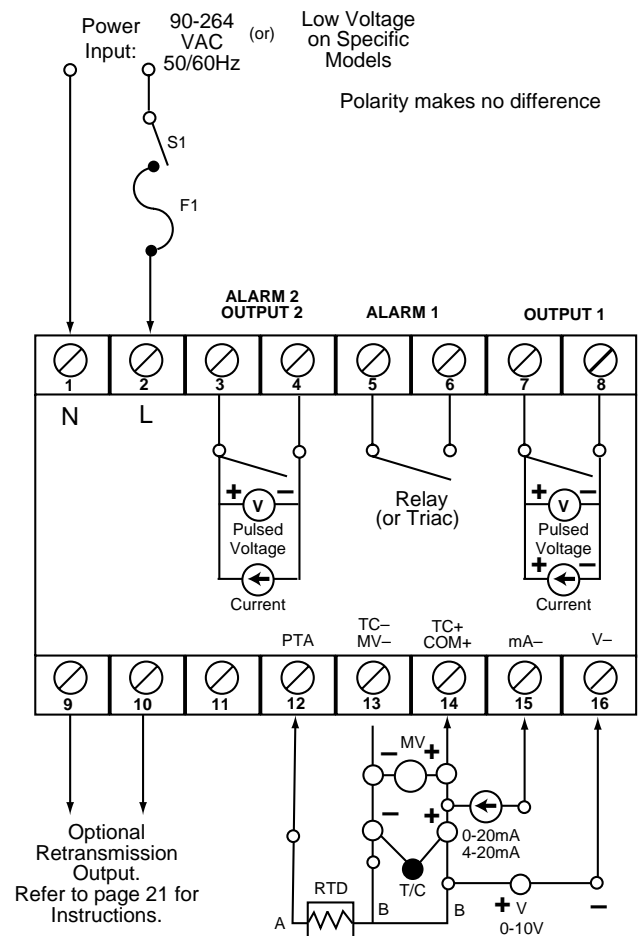 Power
Input:
90-264
VAC
50/60Hz
(or)
Low Voltage
on Specific
Models
Polarity makes no difference
S1
F1
ALARM 2
OUTPUT 2
ALARM 1
OUTPUT 1
1 2 3 4 5 6 7 8
N L
+ V − + V −
Pulsed
Voltage
Relay
(or Triac)
Pulsed
Voltage
+ −
Current
Current
PTA
TC–
MV–
TC+
COM+
mA–
V–
9 10 11 12 13 14 15 16
− MV +
− +
0-20mA
4-20mA
T/C
Optional
Retransmission
Output.
Refer to page 21 for
Instructions.
RTD
A B B
+ V −
0-10V